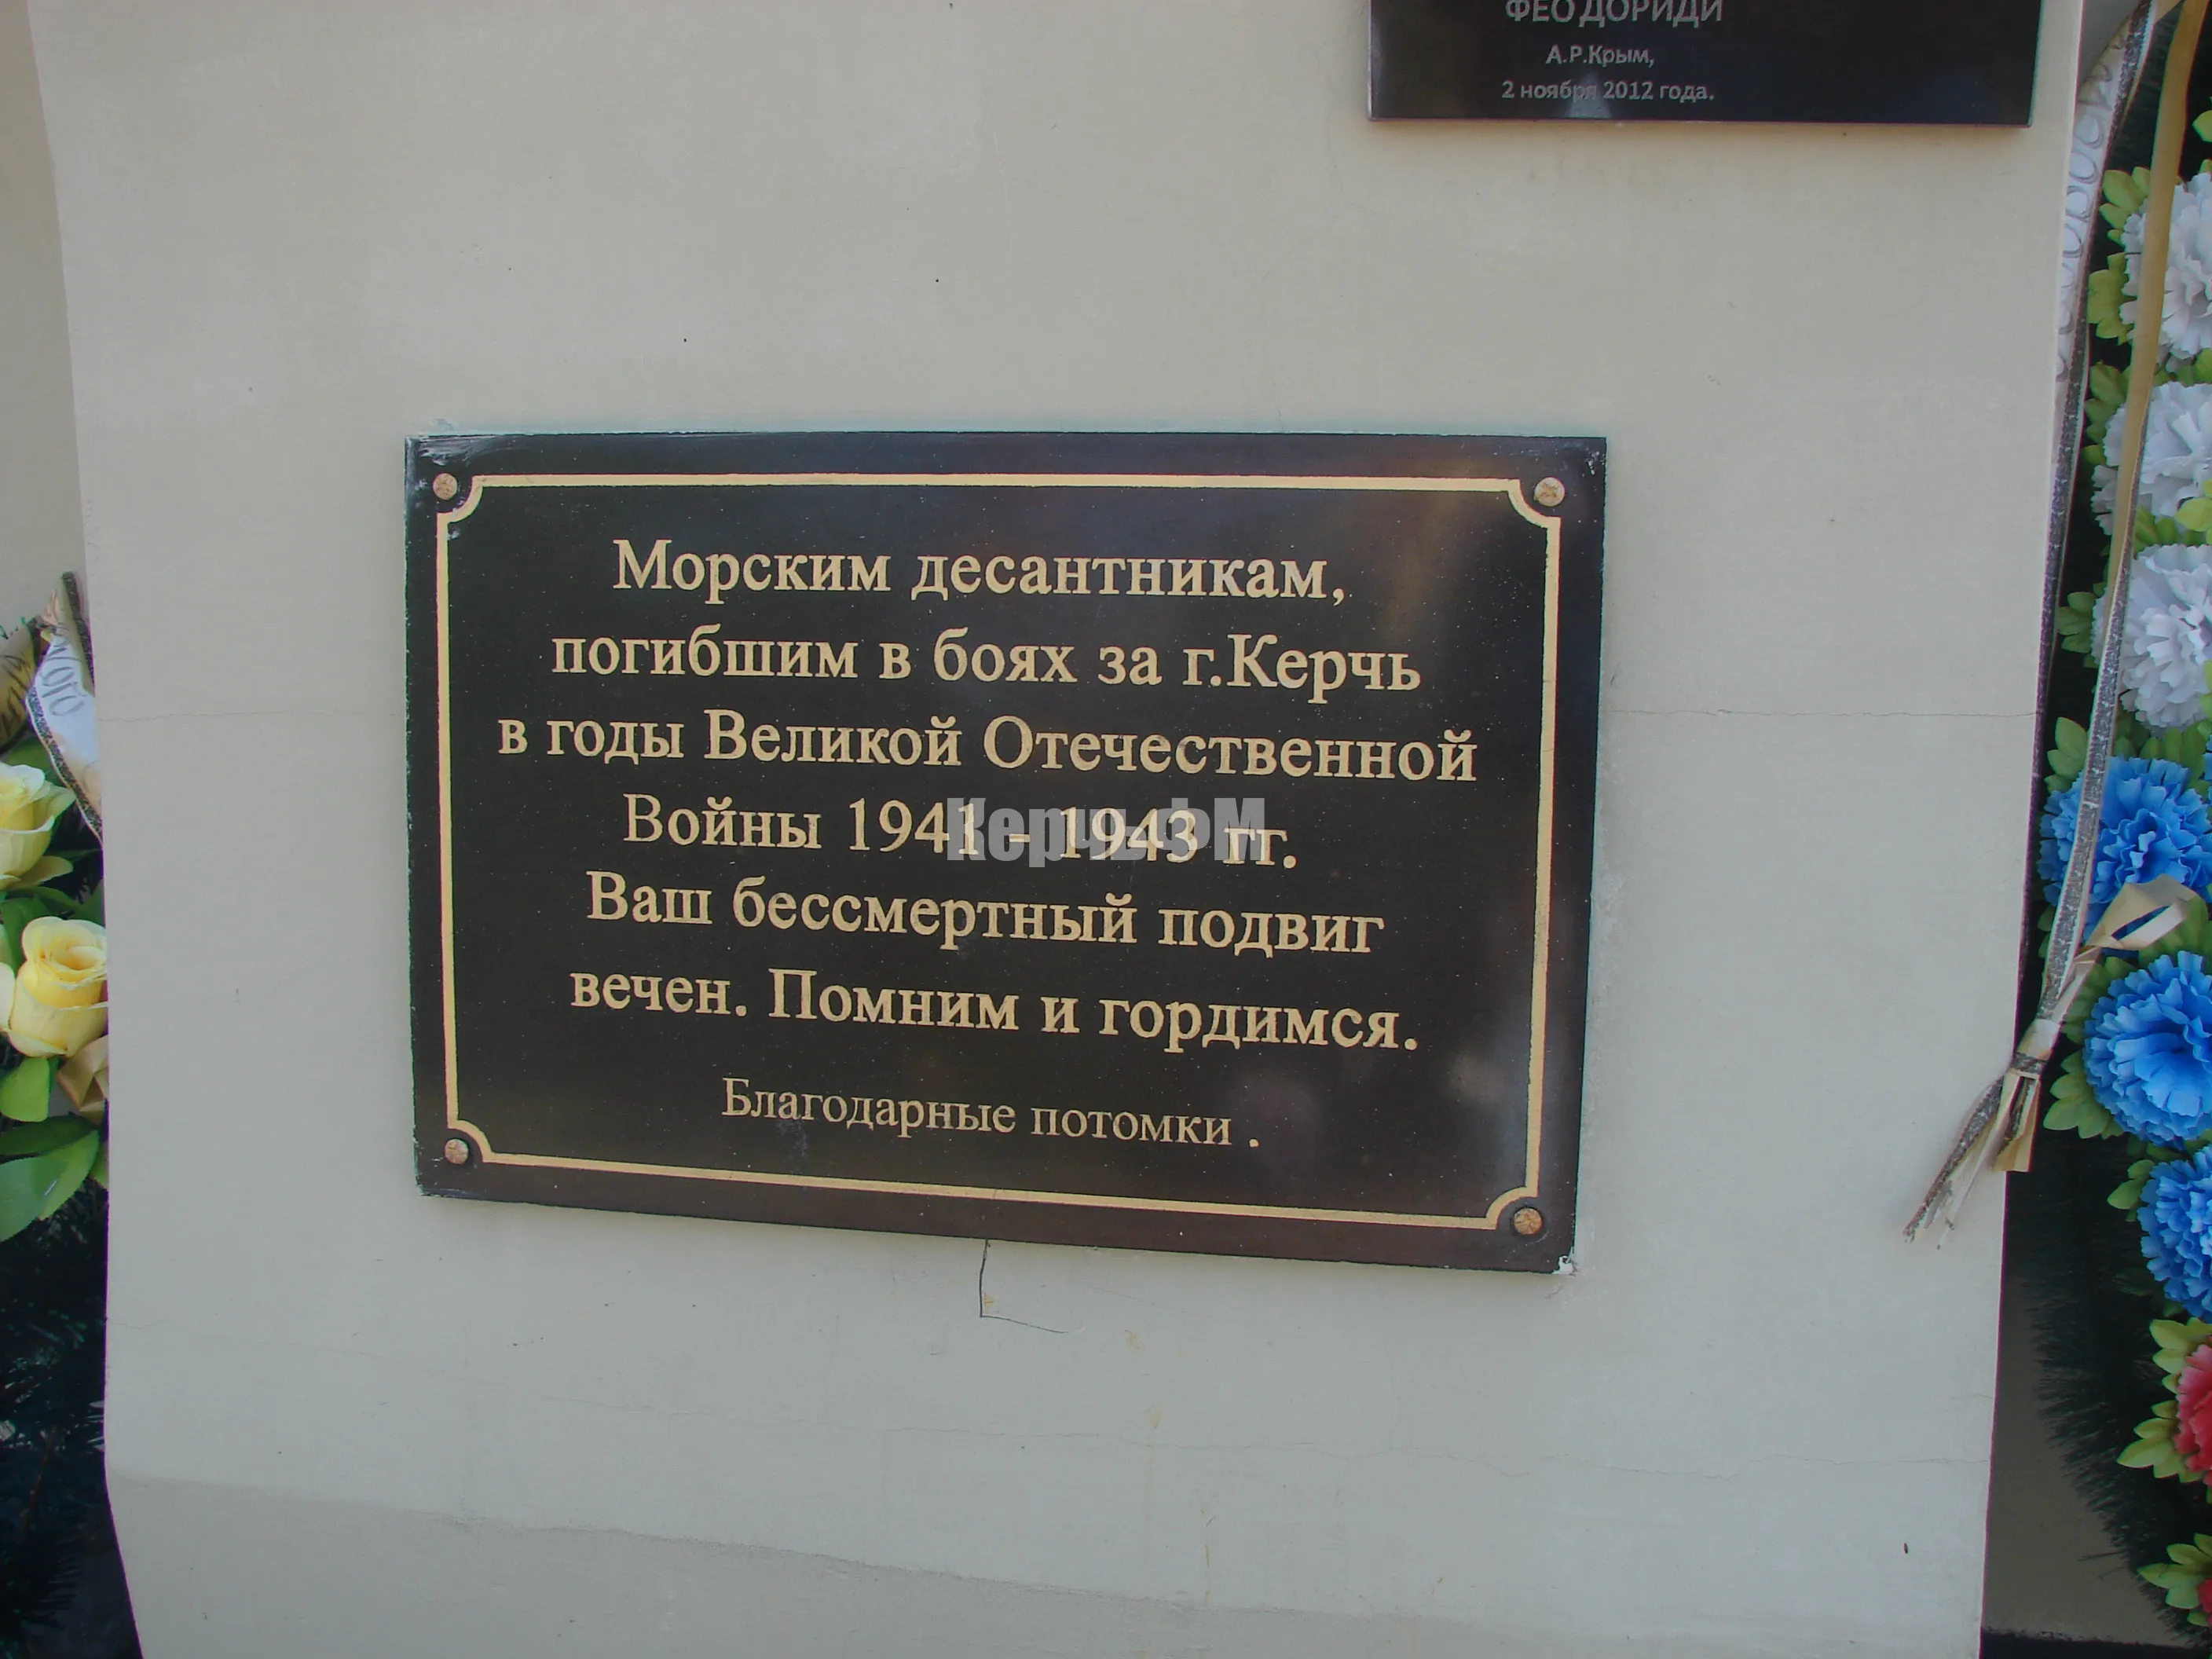 ФЕОДОРИДИ
А.Р.Крым,
2 ноября 2012 года.
Морским десантникам,
погибшим в боях за г.Керчь
в годы Великой Отечественной
Войны 1941 - 1943 гг.
КерчьФМ
Ваш бессмертный подвиг
вечен. Помним и гордимся.
Благодарные потомки .